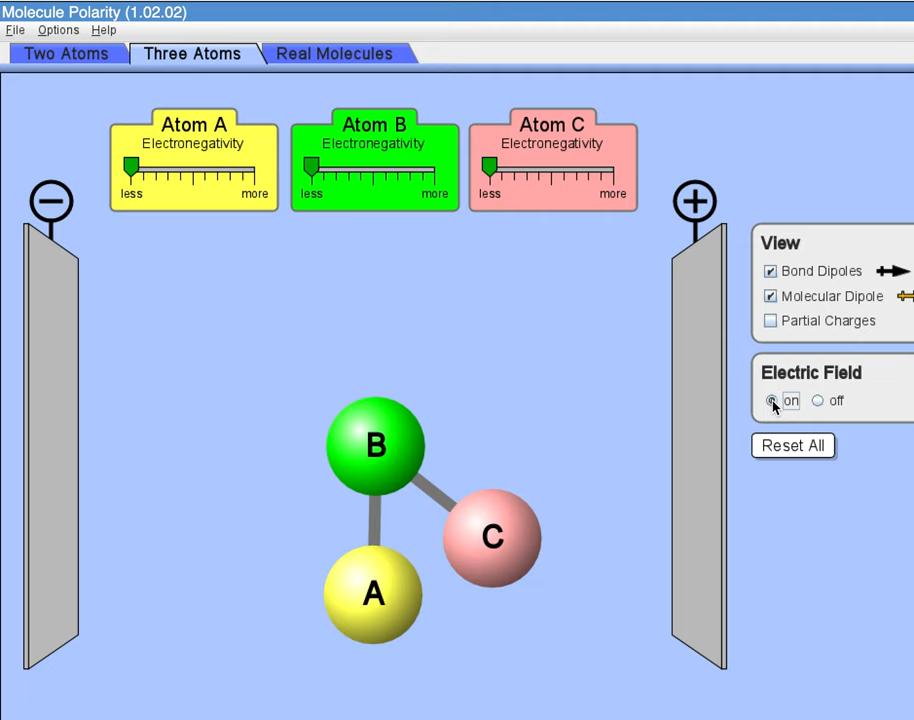 Molecule Polarity (1.02.02)
File Options Help
Two Atoms Three Atoms Real Molecules
Atom A Atom B Atom C
Electronegativity Electronegativity Electronegativity
less more less more less more
− +
View
Bond Dipoles
Molecular Dipole
Partial Charges
Electric Field
on off
Reset All
B
C
A